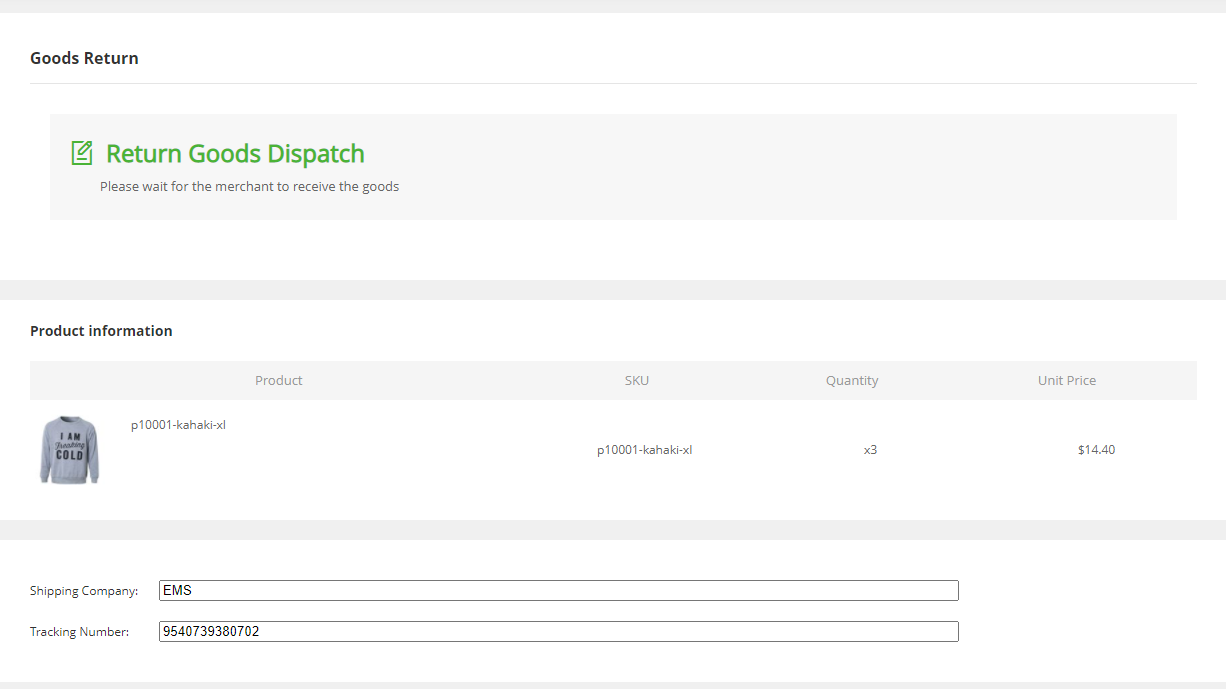 Goods Return
Return Goods Dispatch
Please wait for the merchant to receive the goods
Product information
Product SKU Quantity Unit Price
I AM
Freaking
COLD
p10001-kahaki-xl
p10001-kahaki-xl x3 $14.40
Shipping Company: EMS
Tracking Number: 9540739380702